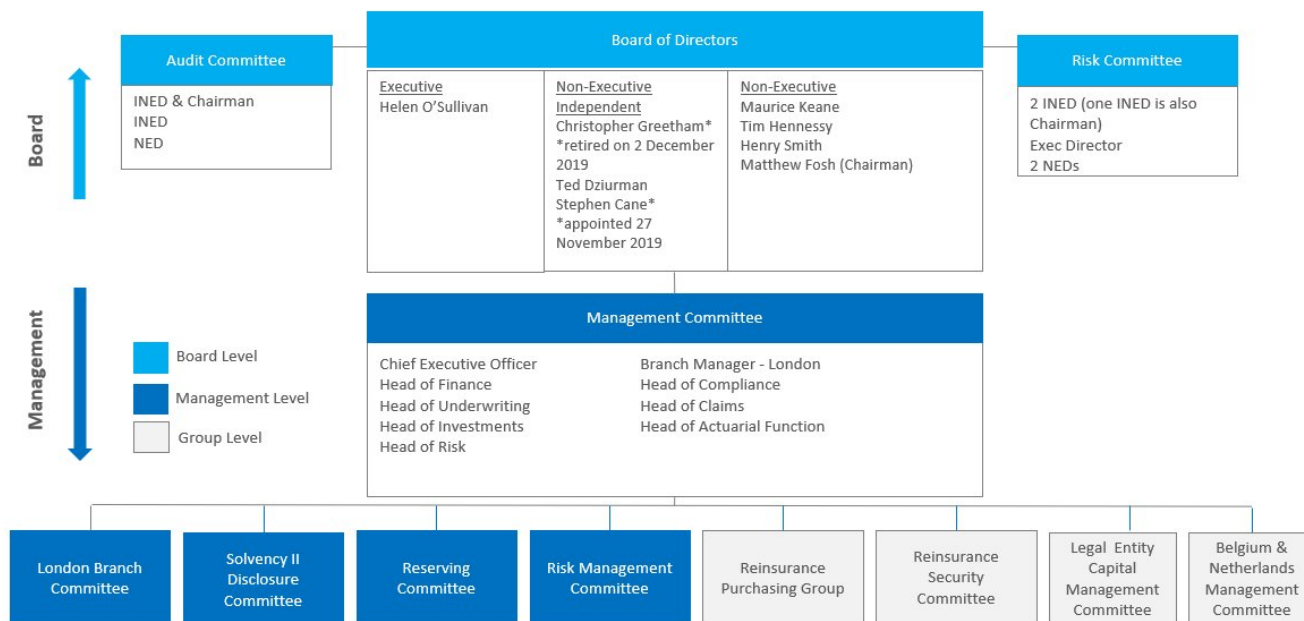 Board of Directors
Audit Committee
INED & Chairman
INED
NED
Executive
Helen O’Sullivan
Non-Executive
Independent
Christopher Greetham*
*retired on 2 December
2019
Ted Dziurman
Stephen Cane*
*appointed 27
November 2019
Non-Executive
Maurice Keane
Tim Hennessy
Henry Smith
Matthew Fosh (Chairman)
Risk Committee
2 INED (one INED is also
Chairman)
Exec Director
2 NEDs
Board
Management
Board Level
Management Level
Group Level
Management Committee
Chief Executive Officer
Head of Finance
Head of Underwriting
Head of Investments
Head of Risk
Branch Manager - London
Head of Compliance
Head of Claims
Head of Actuarial Function
London Branch
Committee
Solvency II
Disclosure
Committee
Reserving
Committee
Risk Management
Committee
Reinsurance
Purchasing Group
Reinsurance
Security
Committee
Legal Entity
Capital
Management
Committee
Belgium &
Netherlands
Management
Committee